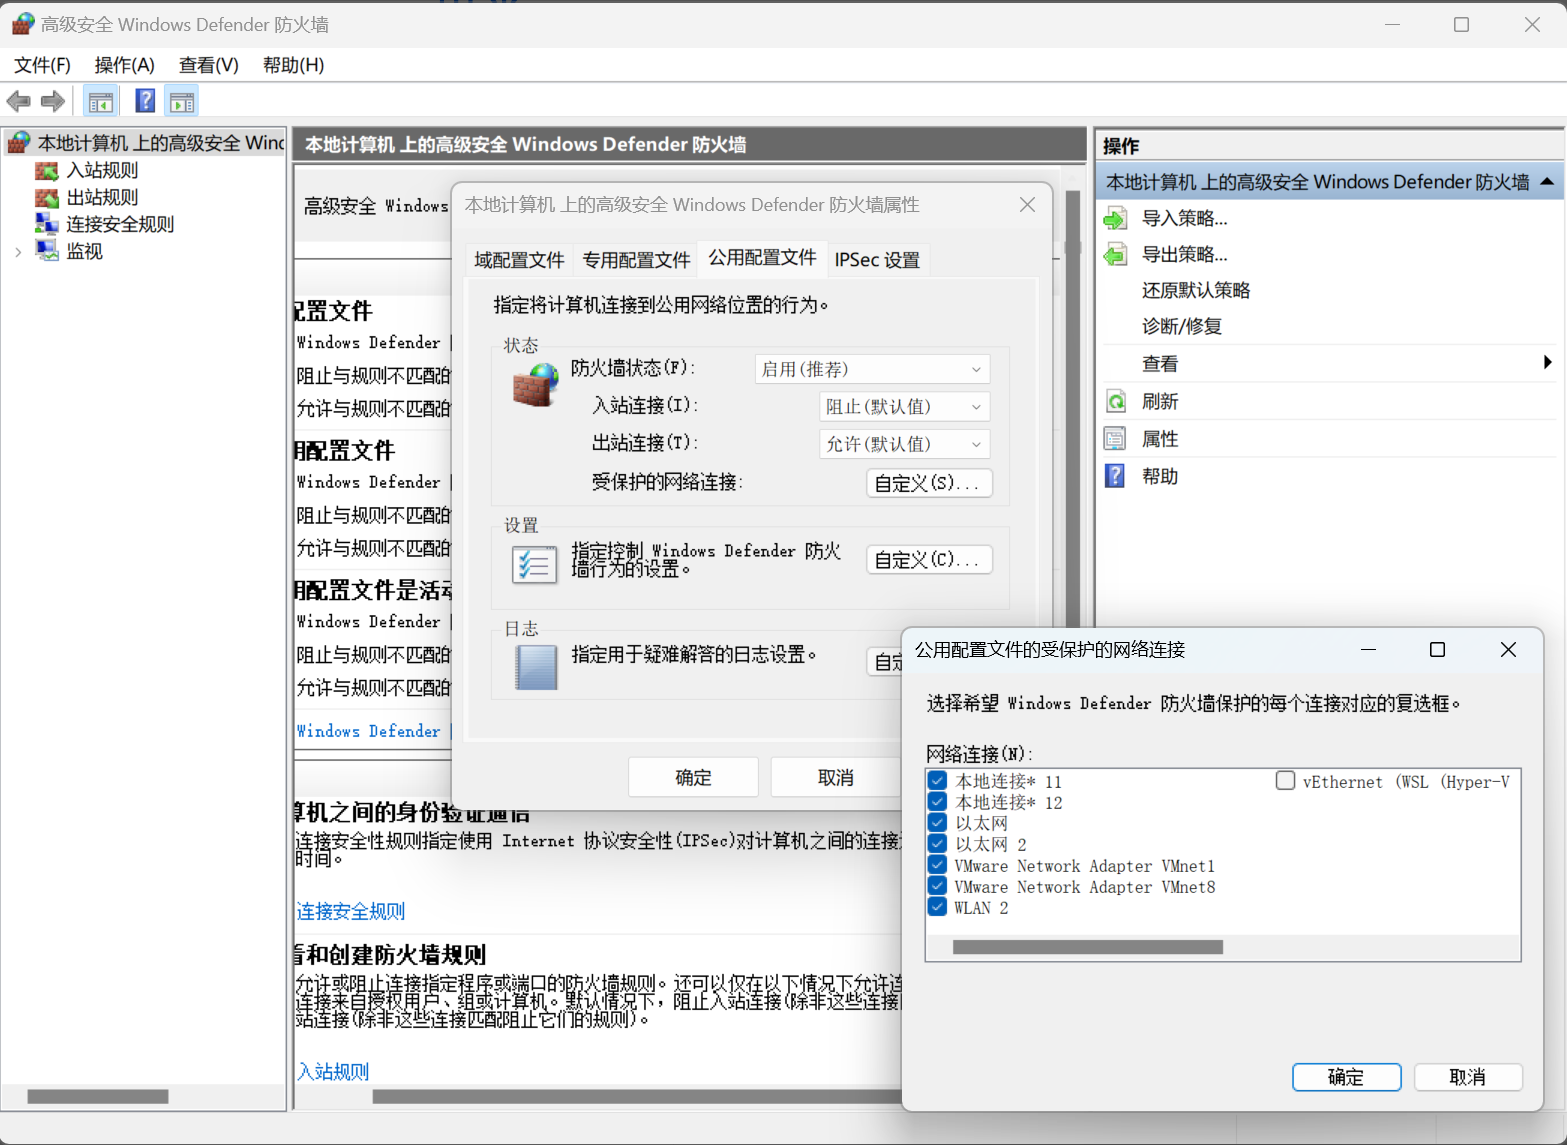 高级安全 Windows Defender 防火墙
文件(F) 操作(A) 查看(V) 帮助(H)
本地计算机 上的高级安全 Wind
入站规则
出站规则
连接安全规则
监视
本地计算机 上的高级安全 Windows Defender 防火墙
高级安全 Windows
配置文件
Windows Defender
阻止与规则不匹配的
允许与规则不匹配的
用配置文件
Windows Defender
阻止与规则不匹配的
允许与规则不匹配的
用配置文件是活动
Windows Defender
阻止与规则不匹配的
允许与规则不匹配的
Windows Defender
算机之间的身份验证通信
连接安全性规则指定使用 Internet 协议安全性(IPSec)对计算机之间的连接
时间。
连接安全规则
看和创建防火墙规则
允许或阻止连接指定程序或端口的防火墙规则。还可以仅在以下情况下允许连
连接来自授权用户、组或计算机。默认情况下，阻止入站连接(除非这些连接
站连接(除非这些连接匹配阻止它们的规则)。
入站规则
本地计算机 上的高级安全 Windows Defender 防火墙属性
域配置文件 专用配置文件 公用配置文件 IPSec 设置
指定将计算机连接到公用网络位置的行为。
状态
防火墙状态(F): 启用(推荐)
入站连接(I): 阻止(默认值)
出站连接(T): 允许(默认值)
受保护的网络连接: 自定义(S)...
设置
指定控制 Windows Defender 防火
墙行为的设置。
自定义(C)...
日志
指定用于疑难解答的日志设置。
自定
确定 取消
操作
本地计算机 上的高级安全 Windows Defender 防火墙
导入策略...
导出策略...
还原默认策略
诊断/修复
查看
刷新
属性
帮助
公用配置文件的受保护的网络连接
选择希望 Windows Defender 防火墙保护的每个连接对应的复选框。
网络连接(N):
本地连接* 11
本地连接* 12
以太网
以太网 2
VMware Network Adapter VMnet1
VMware Network Adapter VMnet8
WLAN 2
vEthernet (WSL (Hyper-V
确定 取消